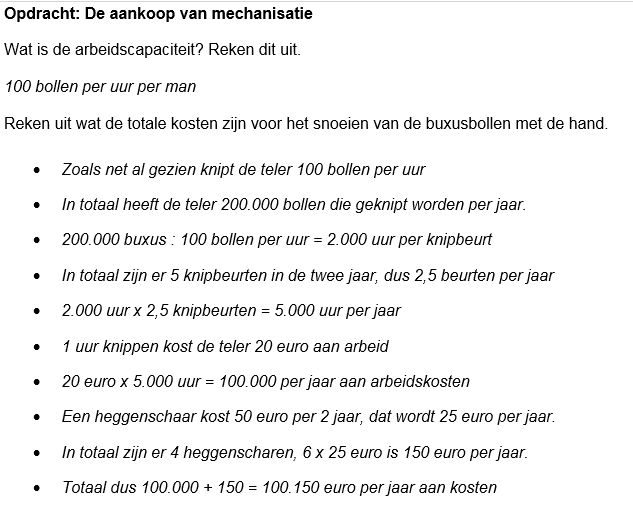 Opdracht: De aankoop van mechanisatie
Wat is de arbeidscapaciteit? Reken dit uit.
100 bollen per uur per man
Reken uit wat de totale kosten zijn voor het snoeien van de buxusbollen met de hand.
• Zoals net al gezien knipt de teler 100 bollen per uur
• In totaal heeft de teler 200.000 bollen die geknipt worden per jaar.
• 200.000 buxus : 100 bollen per uur = 2.000 uur per knipbeurt
• In totaal zijn er 5 knipbeurten in de twee jaar, dus 2,5 beurten per jaar
• 2.000 uur x 2,5 knipbeurten = 5.000 uur per jaar
• 1 uur knippen kost de teler 20 euro aan arbeid
• 20 euro x 5.000 uur = 100.000 per jaar aan arbeidskosten
• Een heggenschaar kost 50 euro per 2 jaar, dat wordt 25 euro per jaar.
• In totaal zijn er 4 heggenscharen, 6 x 25 euro is 150 euro per jaar.
• Totaal dus 100.000 + 150 = 100.150 euro per jaar aan kosten